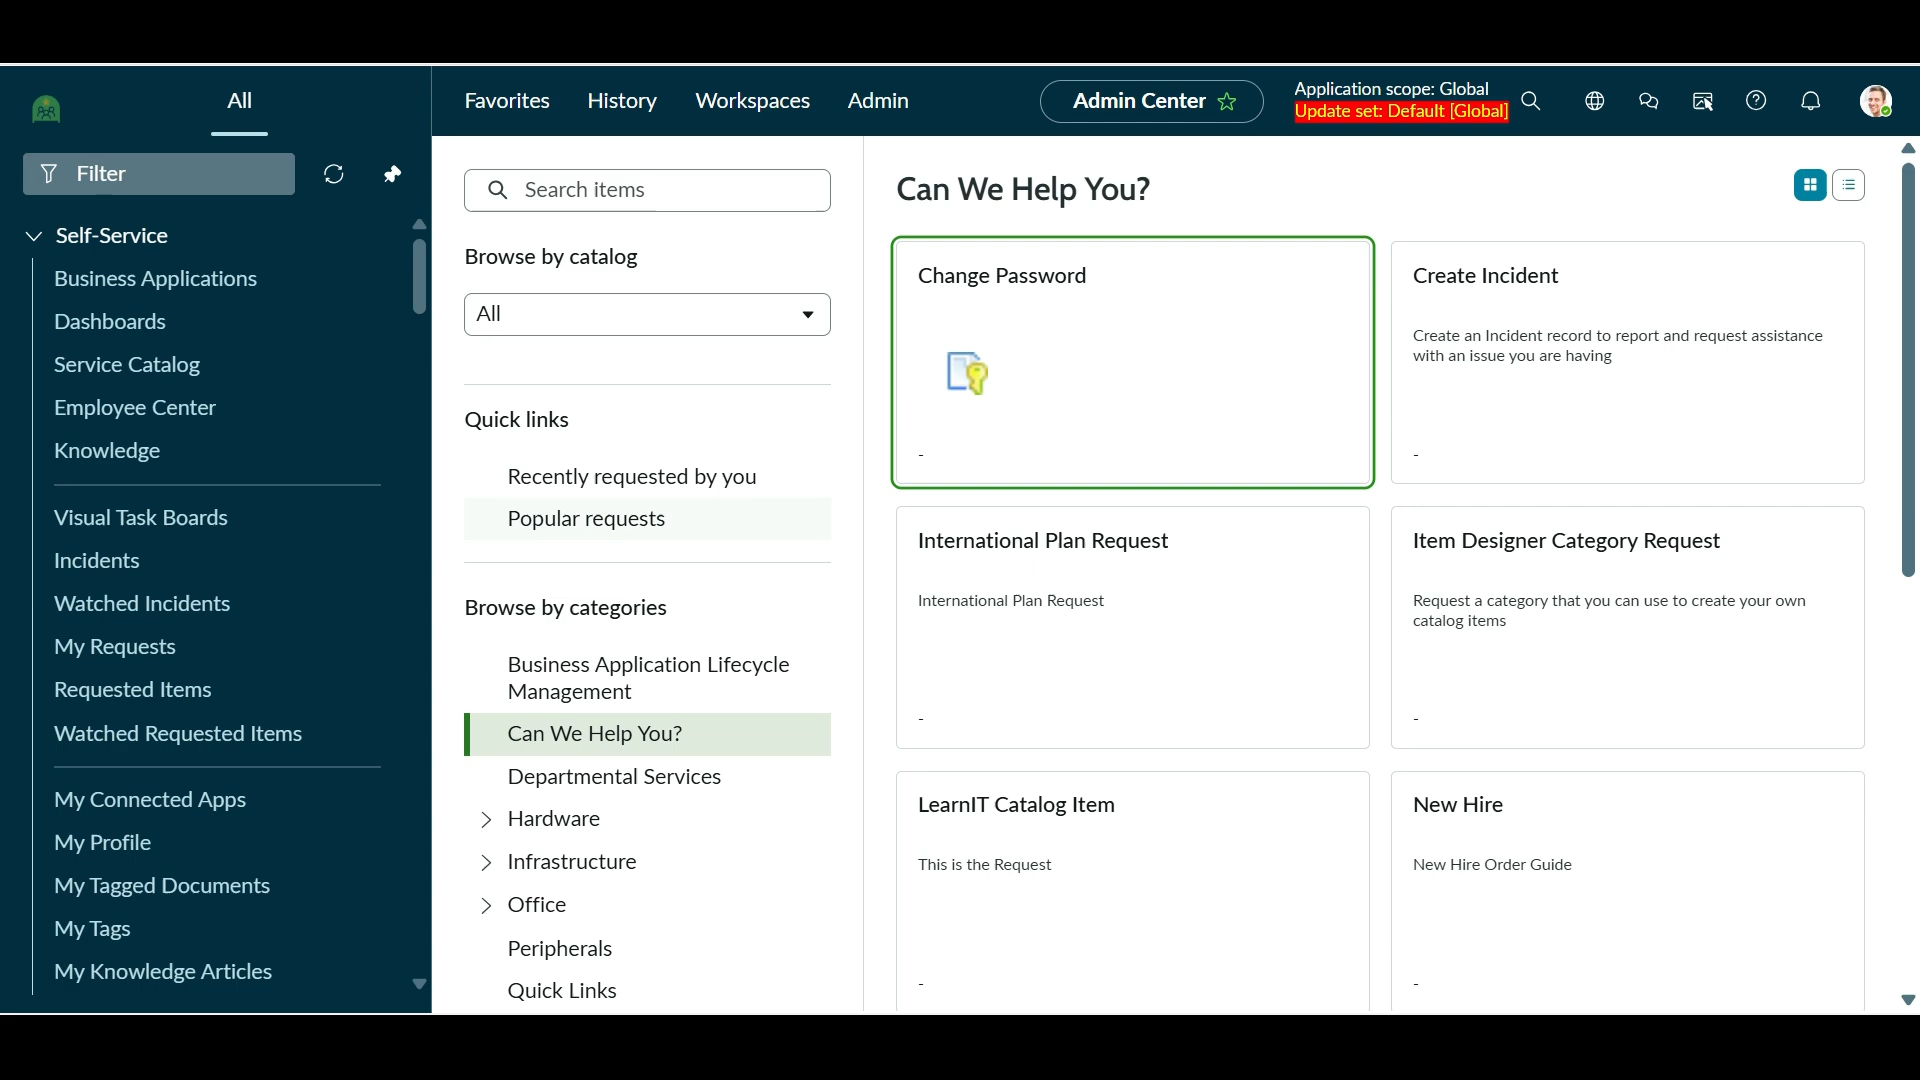 All
Favorites
History
Workspaces
Admin
Admin Center
Application scope: Global
Update set: Default [Global]
Filter
Self-Service
Business Applications
Dashboards
Service Catalog
Employee Center
Knowledge
Visual Task Boards
Incidents
Watched Incidents
My Requests
Requested Items
Watched Requested Items
My Connected Apps
My Profile
My Tagged Documents
My Tags
My Knowledge Articles
Search items
Browse by catalog
All
Quick links
Recently requested by you
Popular requests
Browse by categories
Business Application Lifecycle
Management
Can We Help You?
Departmental Services
Hardware
Infrastructure
Office
Peripherals
Quick Links
Can We Help You?
Change Password
-
Create Incident
Create an Incident record to report and request assistance
with an issue you are having
-
International Plan Request
International Plan Request
-
Item Designer Category Request
Request a category that you can use to create your own
catalog items
-
LearnIT Catalog Item
This is the Request
-
New Hire
New Hire Order Guide
-